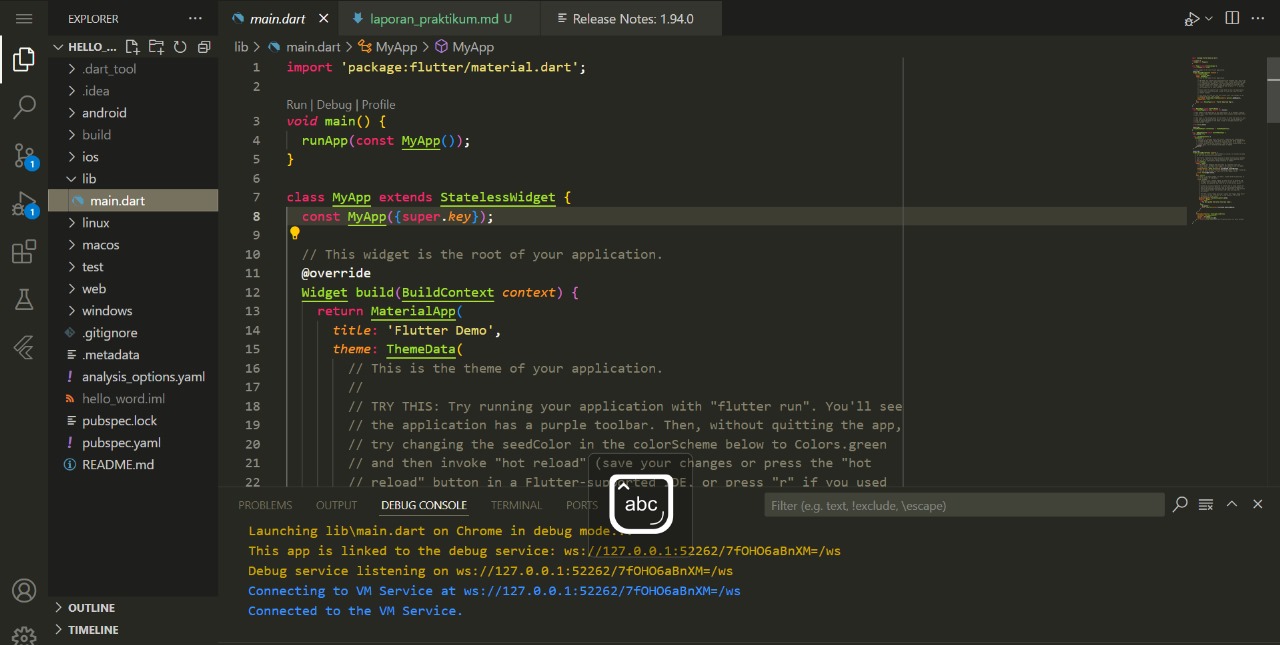 EXPLORER
main.dart
laporan_praktikum.md U
Release Notes: 1.94.0
HELLO_...
.dart_tool
.idea
android
build
ios
lib
main.dart
linux
macos
test
web
windows
.gitignore
.metadata
analysis_options.yaml
hello_word.iml
pubspec.lock
pubspec.yaml
README.md
OUTLINE
TIMELINE
1
1
lib > main.dart > MyApp > MyApp
1 import 'package:flutter/material.dart';
2
Run | Debug | Profile
3 void main() {
4 runApp(const MyApp());
5 }
6
7 class MyApp extends StatelessWidget {
8 const MyApp({super.key});
9
10 // This widget is the root of your application.
11 @override
12 Widget build(BuildContext context) {
13 return MaterialApp(
14 title: 'Flutter Demo',
15 theme: ThemeData(
16 // This is the theme of your application.
17 //
18 // TRY THIS: Try running your application with "flutter run". You'll see
19 // the application has a purple toolbar. Then, without quitting the app,
20 // try changing the seedColor in the colorScheme below to Colors.green
21 // and then invoke "hot reload" (save your changes or press the "hot
22 // reload" button in a Flutter-supported IDE, or press "r" if you used
PROBLEMS OUTPUT DEBUG CONSOLE TERMINAL PORTS
abc
Filter (e.g. text, !exclude, \escape)
Launching lib\main.dart on Chrome in debug mode...
This app is linked to the debug service: ws://127.0.0.1:52262/7fOHO6aBnXM=/ws
Debug service listening on ws://127.0.0.1:52262/7fOHO6aBnXM=/ws
Connecting to VM Service at ws://127.0.0.1:52262/7fOHO6aBnXM=/ws
Connected to the VM Service.